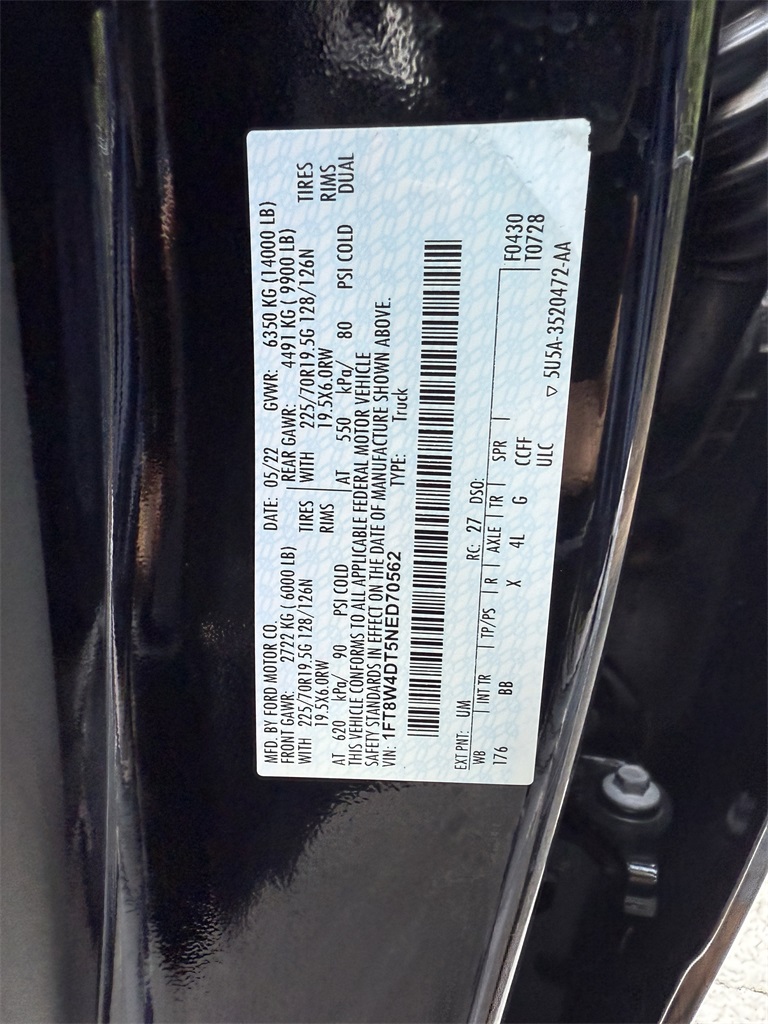 MFD. BY FORD MOTOR CO. DATE: 05/22 GVWR: 6350 KG (14000 LB)
FRONT GAWR: 2722 KG ( 6000 LB) REAR GAWR: 4491 KG ( 9900 LB)
WITH 225/70R19.5G 128/126N TIRES WITH 225/70R19.5G 128/126N TIRES
19.5X6.0RW RIMS 19.5X6.0RW RIMS
AT 620 kPa/ 90 PSI COLD AT 550 kPa/ 80 PSI COLD DUAL
THIS VEHICLE CONFORMS TO ALL APPLICABLE FEDERAL MOTOR VEHICLE
SAFETY STANDARDS IN EFFECT ON THE DATE OF MANUFACTURE SHOWN ABOVE.
VIN: 1FT8W4DT5NED70562 TYPE: Truck
EXT PNT: UM RC: 27 DSO:
WB INT TR TP/PS R AXLE TR SPR F0430
176 BB X 4L G CCFF T0728
ULC ▽ 5U5A-3520472-AA